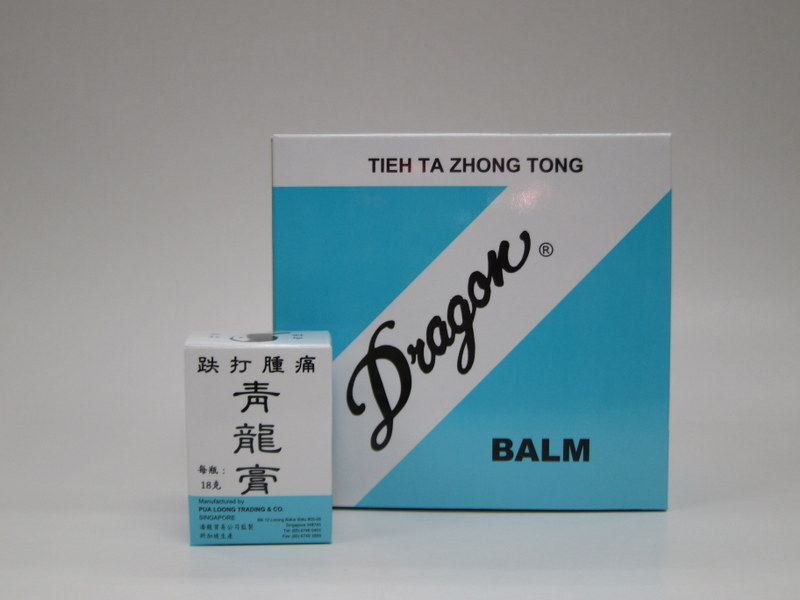 TIEH TA ZHONG TONG
Dragon®
BALM
跌打腫痛
青
龍
膏
每瓶:
18克
Manufactured by
PUA LOONG TRADING & CO.
SINGAPORE